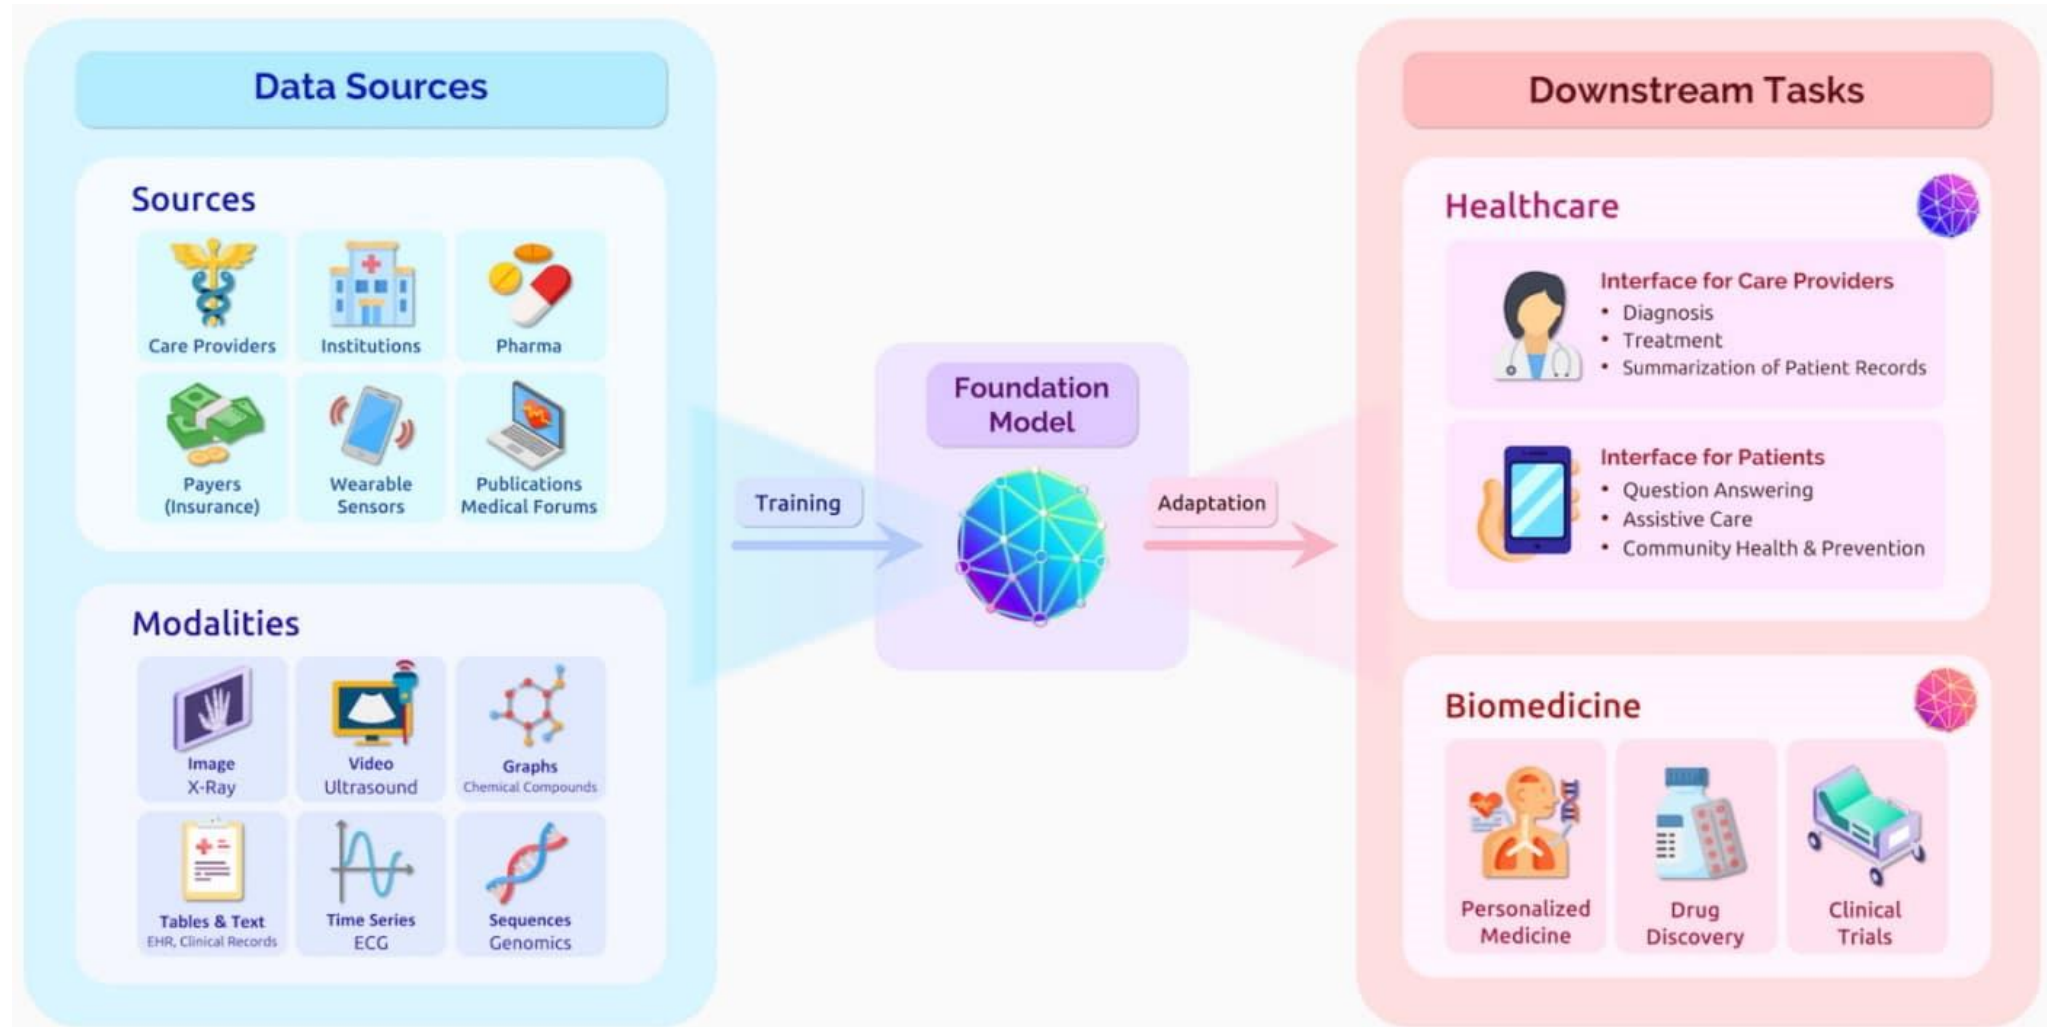 Data Sources
Sources
Care Providers
Institutions
Pharma
Payers
(Insurance)
Wearable
Sensors
Publications
Medical Forums
Modalities
Image
X-Ray
Video
Ultrasound
Graphs
Chemical Compounds
Tables & Text
EHR, Clinical Records
Time Series
ECG
Sequences
Genomics
Training
Foundation
Model
Adaptation
Downstream Tasks
Healthcare
Interface for Care Providers
• Diagnosis
• Treatment
• Summarization of Patient Records
Interface for Patients
• Question Answering
• Assistive Care
• Community Health & Prevention
Biomedicine
Personalized
Medicine
Drug
Discovery
Clinical
Trials